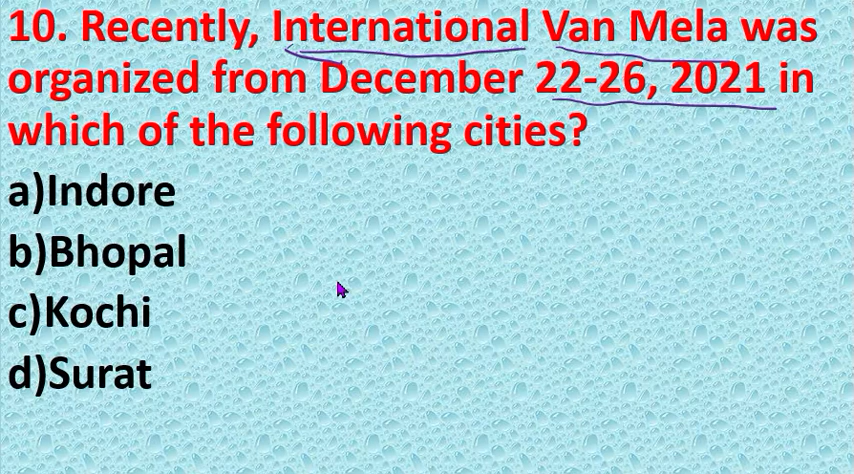 10. Recently, International Van Mela was
organized from December 22-26, 2021 in
which of the following cities?
a)Indore
b)Bhopal
c)Kochi
d)Surat